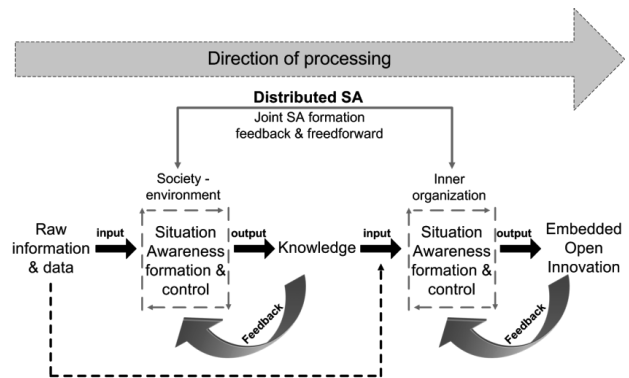 Direction of processing
Distributed SA
Joint SA formation
feedback & freedforward
Society -
environment
Inner
organization
Raw
information
& data
input
Situation
Awareness
formation &
control
output
Knowledge
input
Situation
Awareness
formation &
control
output
Embedded
Open
Innovation
Feedback
Feedback